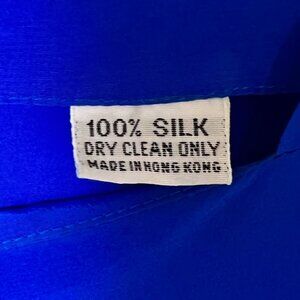 100% SILK
DRY CLEAN ONLY
MADE IN HONG KONG